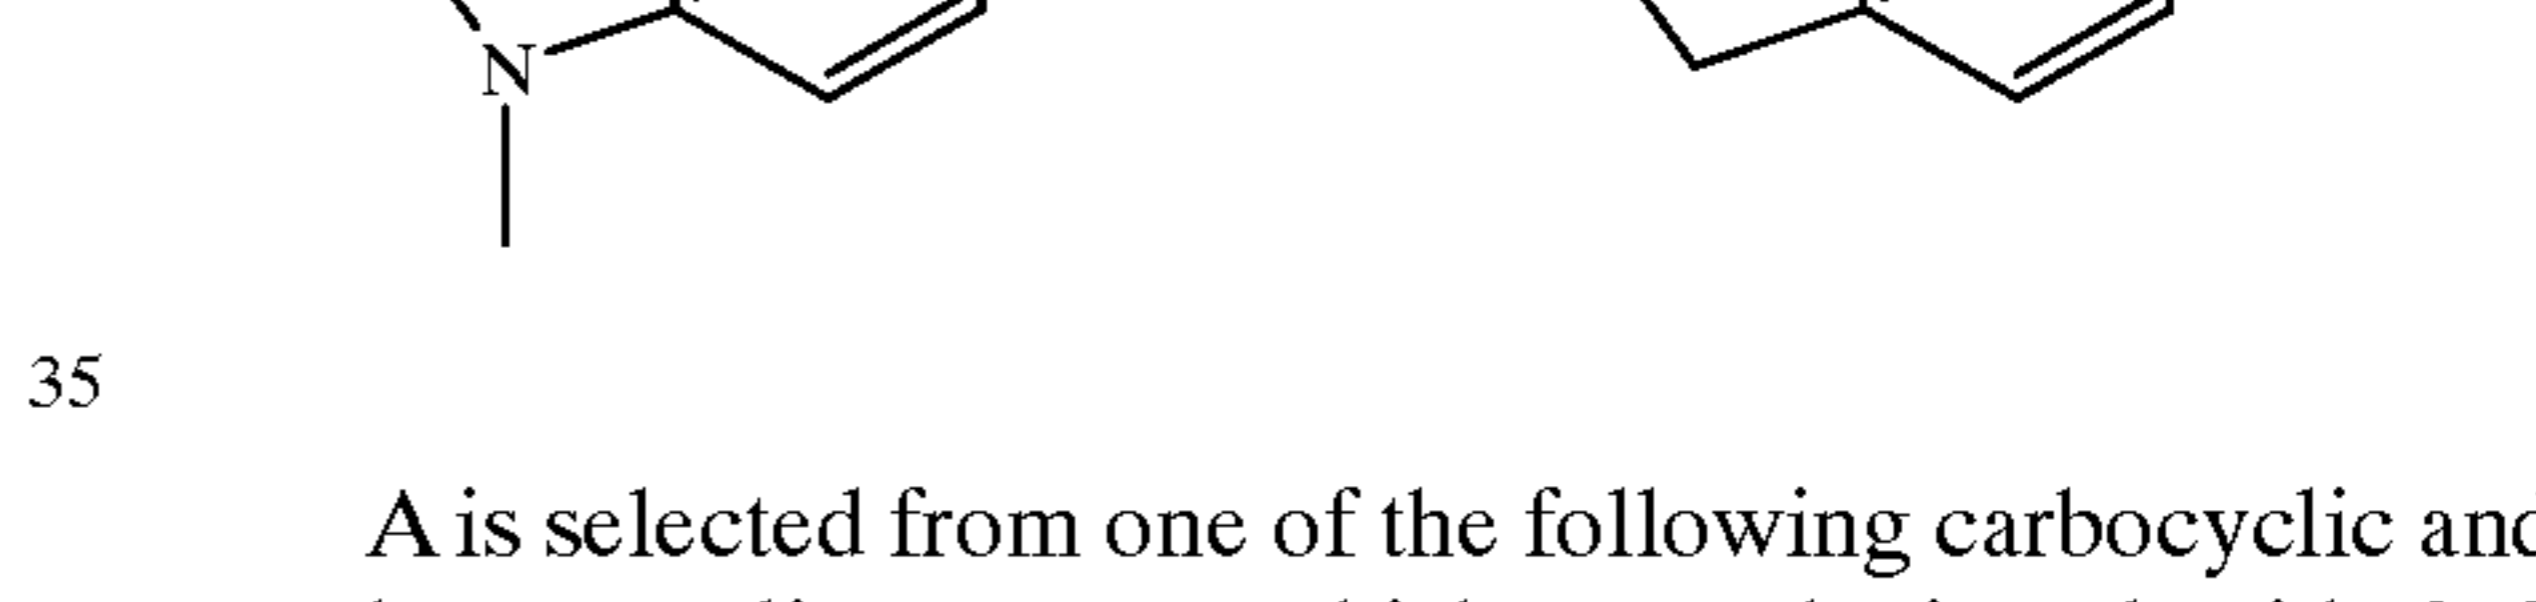 N
35
A is selected from one of the following carbocyclic and